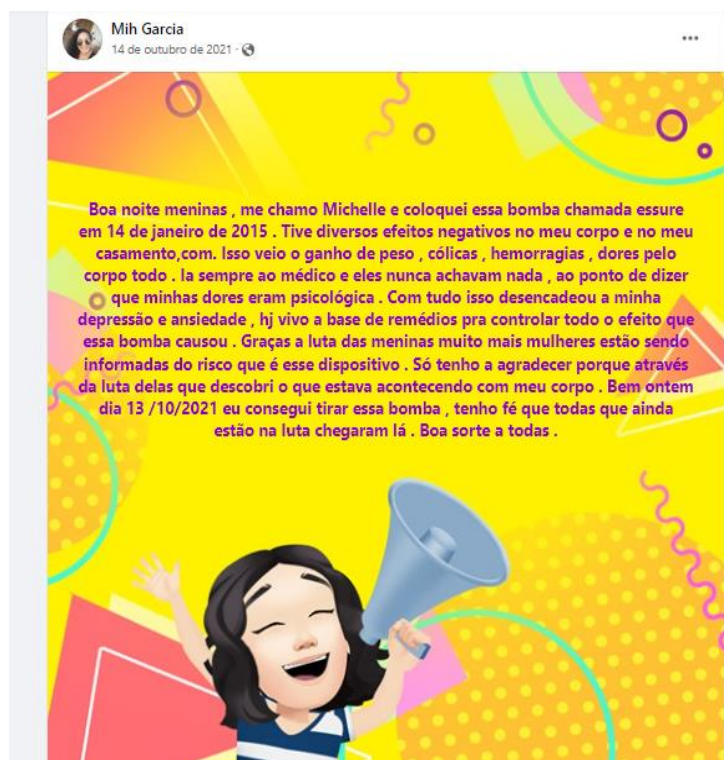 Mih Garcia
14 de outubro de 2021 ·
Boa noite meninas , me chamo Michelle e coloquei essa bomba chamada essure
em 14 de janeiro de 2015 . Tive diversos efeitos negativos no meu corpo e no meu
casamento,com. Isso veio o ganho de peso , cólicas , hemorragias , dores pelo
corpo todo . Ia sempre ao médico e eles nunca achavam nada , ao ponto de dizer
que minhas dores eram psicológica . Com tudo isso desencadeou a minha
depressão e ansiedade , hj vivo a base de remédios pra controlar todo o efeito que
essa bomba causou . Graças a luta das meninas muito mais mulheres estão sendo
informadas do risco que é esse dispositivo . Só tenho a agradecer porque através
da luta delas que descobri o que estava acontecendo com meu corpo . Bem ontem
dia 13 /10/2021 eu consegui tirar essa bomba , tenho fé que todas que ainda
estão na luta chegaram lá . Boa sorte a todas .